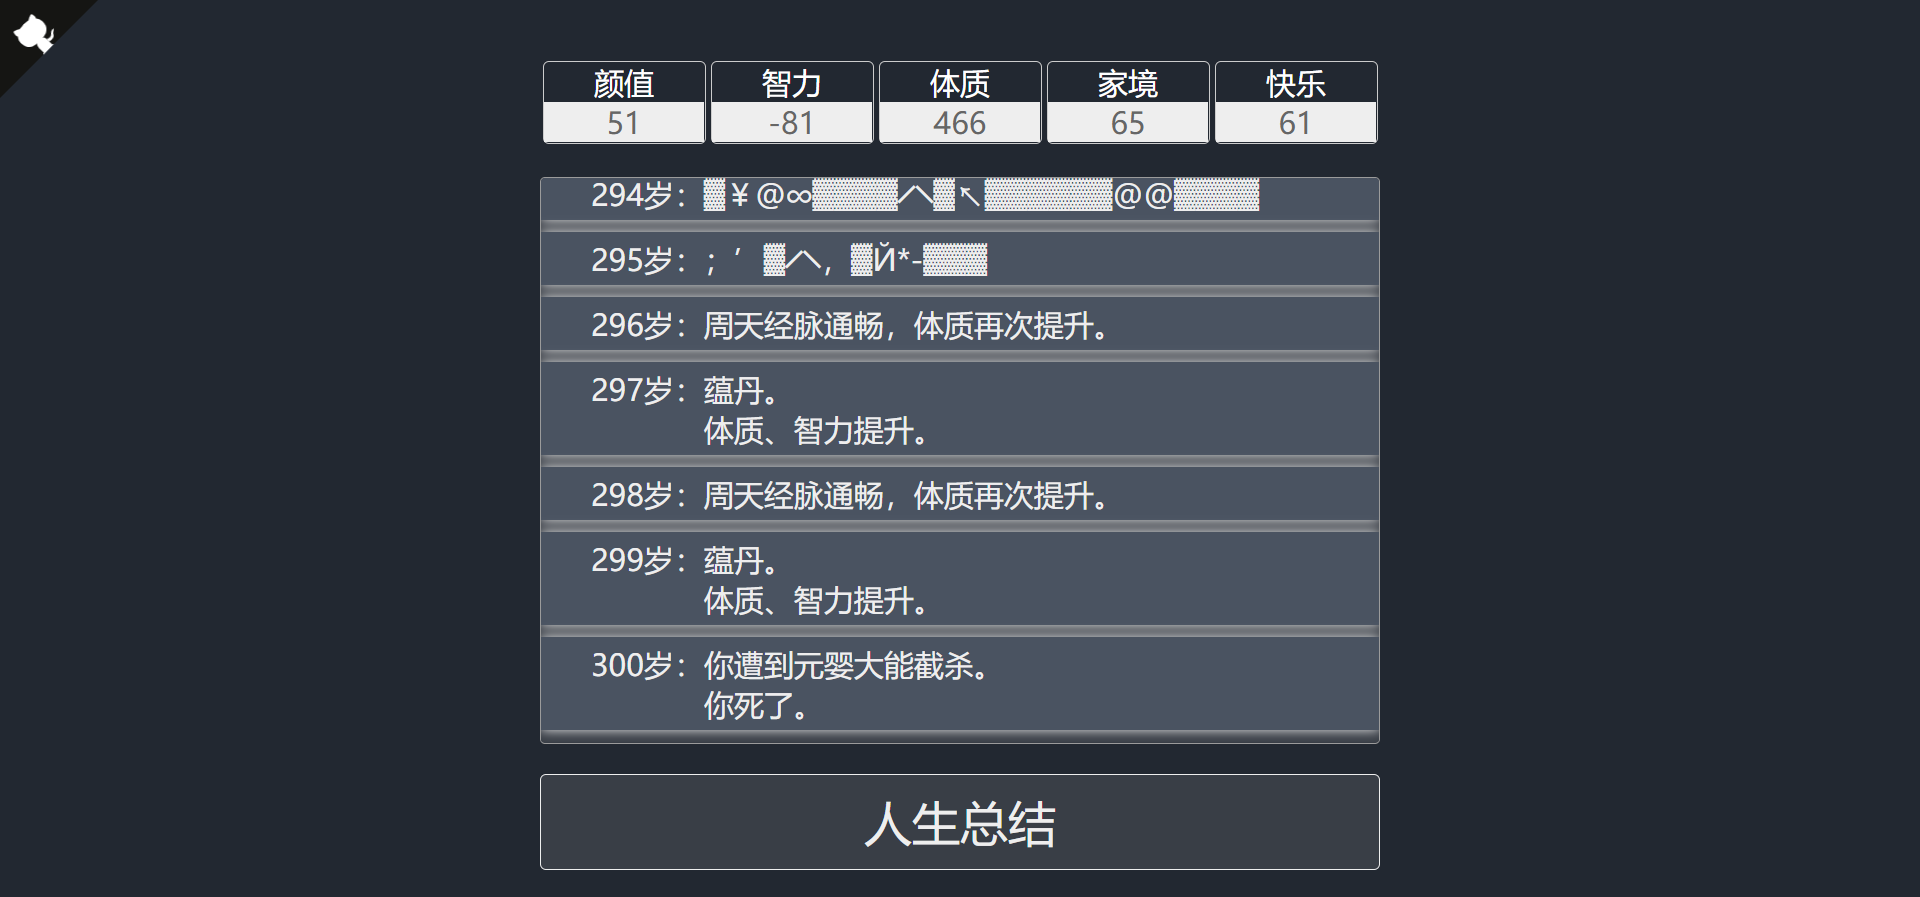 颜值 智力 体质 家境 快乐
51 -81 466 65 61
294岁：▓￥@∞▓▓▓▓↗↘▓↖▓▓▓▓▓▓@@▓▓▓▓
295岁：；′▓↗↘，▓Й*-▓▓▓
296岁：周天经脉通畅，体质再次提升。
297岁：蕴丹。
体质、智力提升。
298岁：周天经脉通畅，体质再次提升。
299岁：蕴丹。
体质、智力提升。
300岁：你遭到元婴大能截杀。
你死了。
人生总结